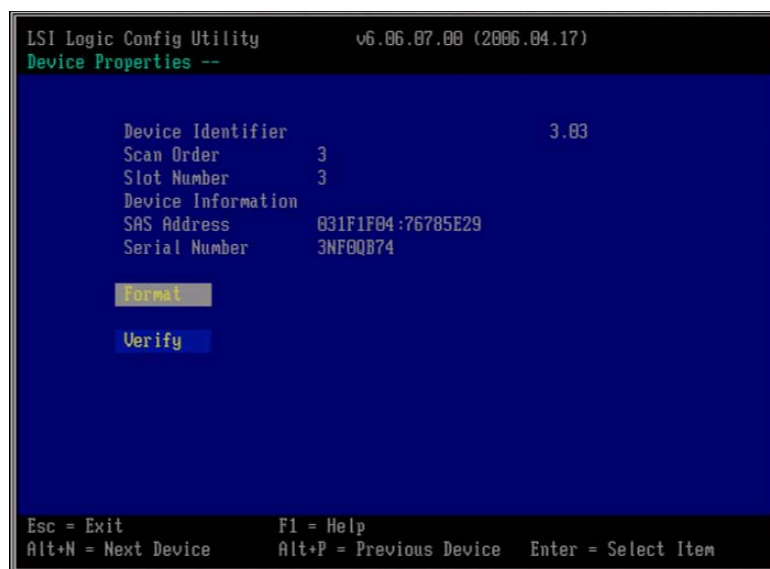 LSI Logic Config Utility v6.06.07.00 (2006.04.17)
Device Properties --
Device Identifier 3.03
Scan Order 3
Slot Number 3
Device Information
SAS Address 031F1F04:76785E29
Serial Number 3NF0QB74
Format
Verify
Esc = Exit F1 = Help
Alt+N = Next Device Alt+P = Previous Device Enter = Select Item